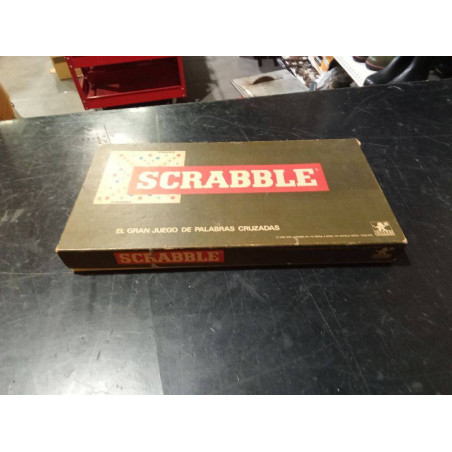 SCRABBLE
EL GRAN JUEGO DE PALABRAS CRUZADAS
SCRABBLE